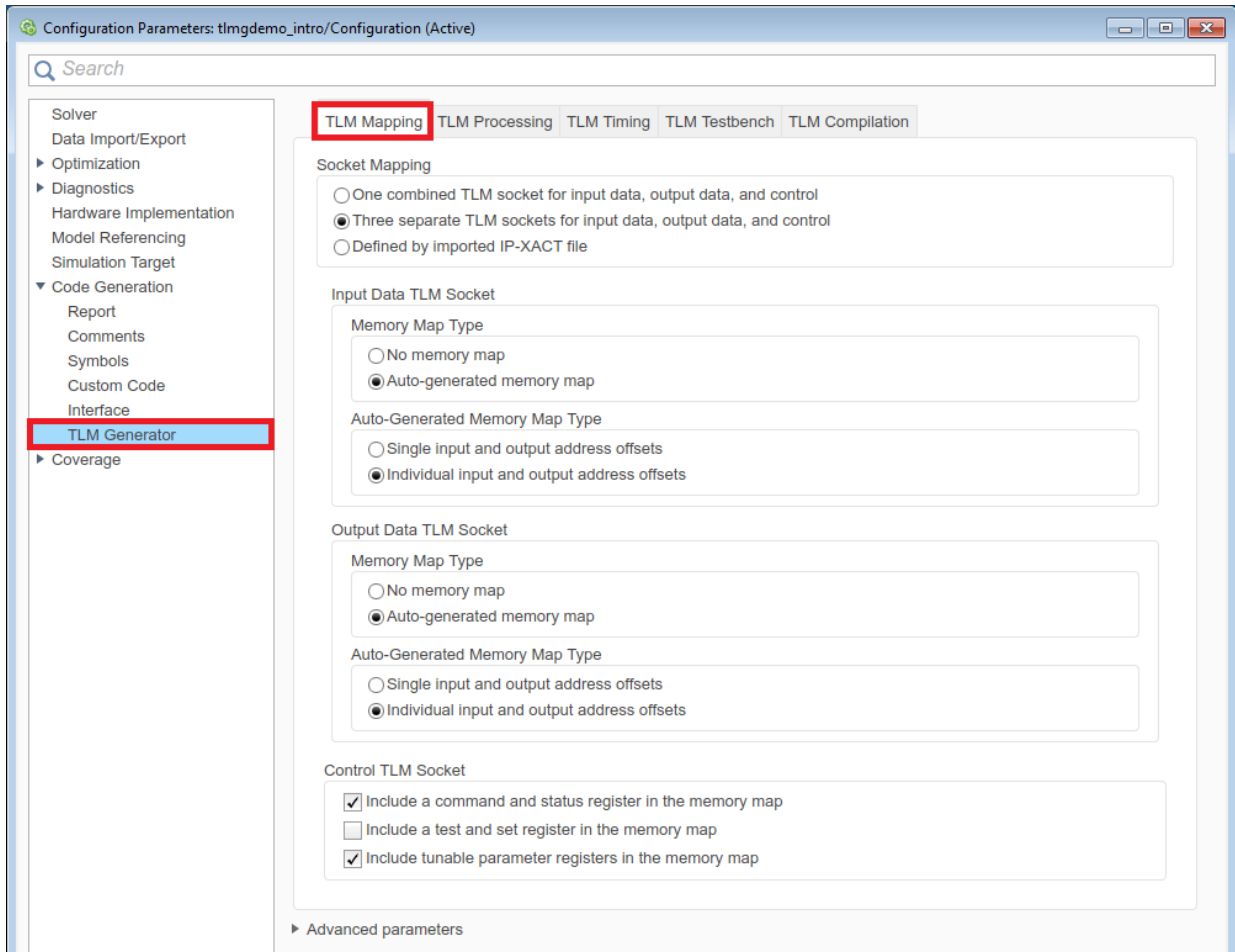 Configuration Parameters: tlmgdemo_intro/Configuration (Active)
Search
Solver
Data Import/Export
Optimization
Diagnostics
Hardware Implementation
Model Referencing
Simulation Target
Code Generation
Report
Comments
Symbols
Custom Code
Interface
TLM Generator
Coverage
TLM Mapping TLM Processing TLM Timing TLM Testbench TLM Compilation
Socket Mapping
One combined TLM socket for input data, output data, and control
Three separate TLM sockets for input data, output data, and control
Defined by imported IP-XACT file
Input Data TLM Socket
Memory Map Type
No memory map
Auto-generated memory map
Auto-Generated Memory Map Type
Single input and output address offsets
Individual input and output address offsets
Output Data TLM Socket
Memory Map Type
No memory map
Auto-generated memory map
Auto-Generated Memory Map Type
Single input and output address offsets
Individual input and output address offsets
Control TLM Socket
Include a command and status register in the memory map
Include a test and set register in the memory map
Include tunable parameter registers in the memory map
Advanced parameters